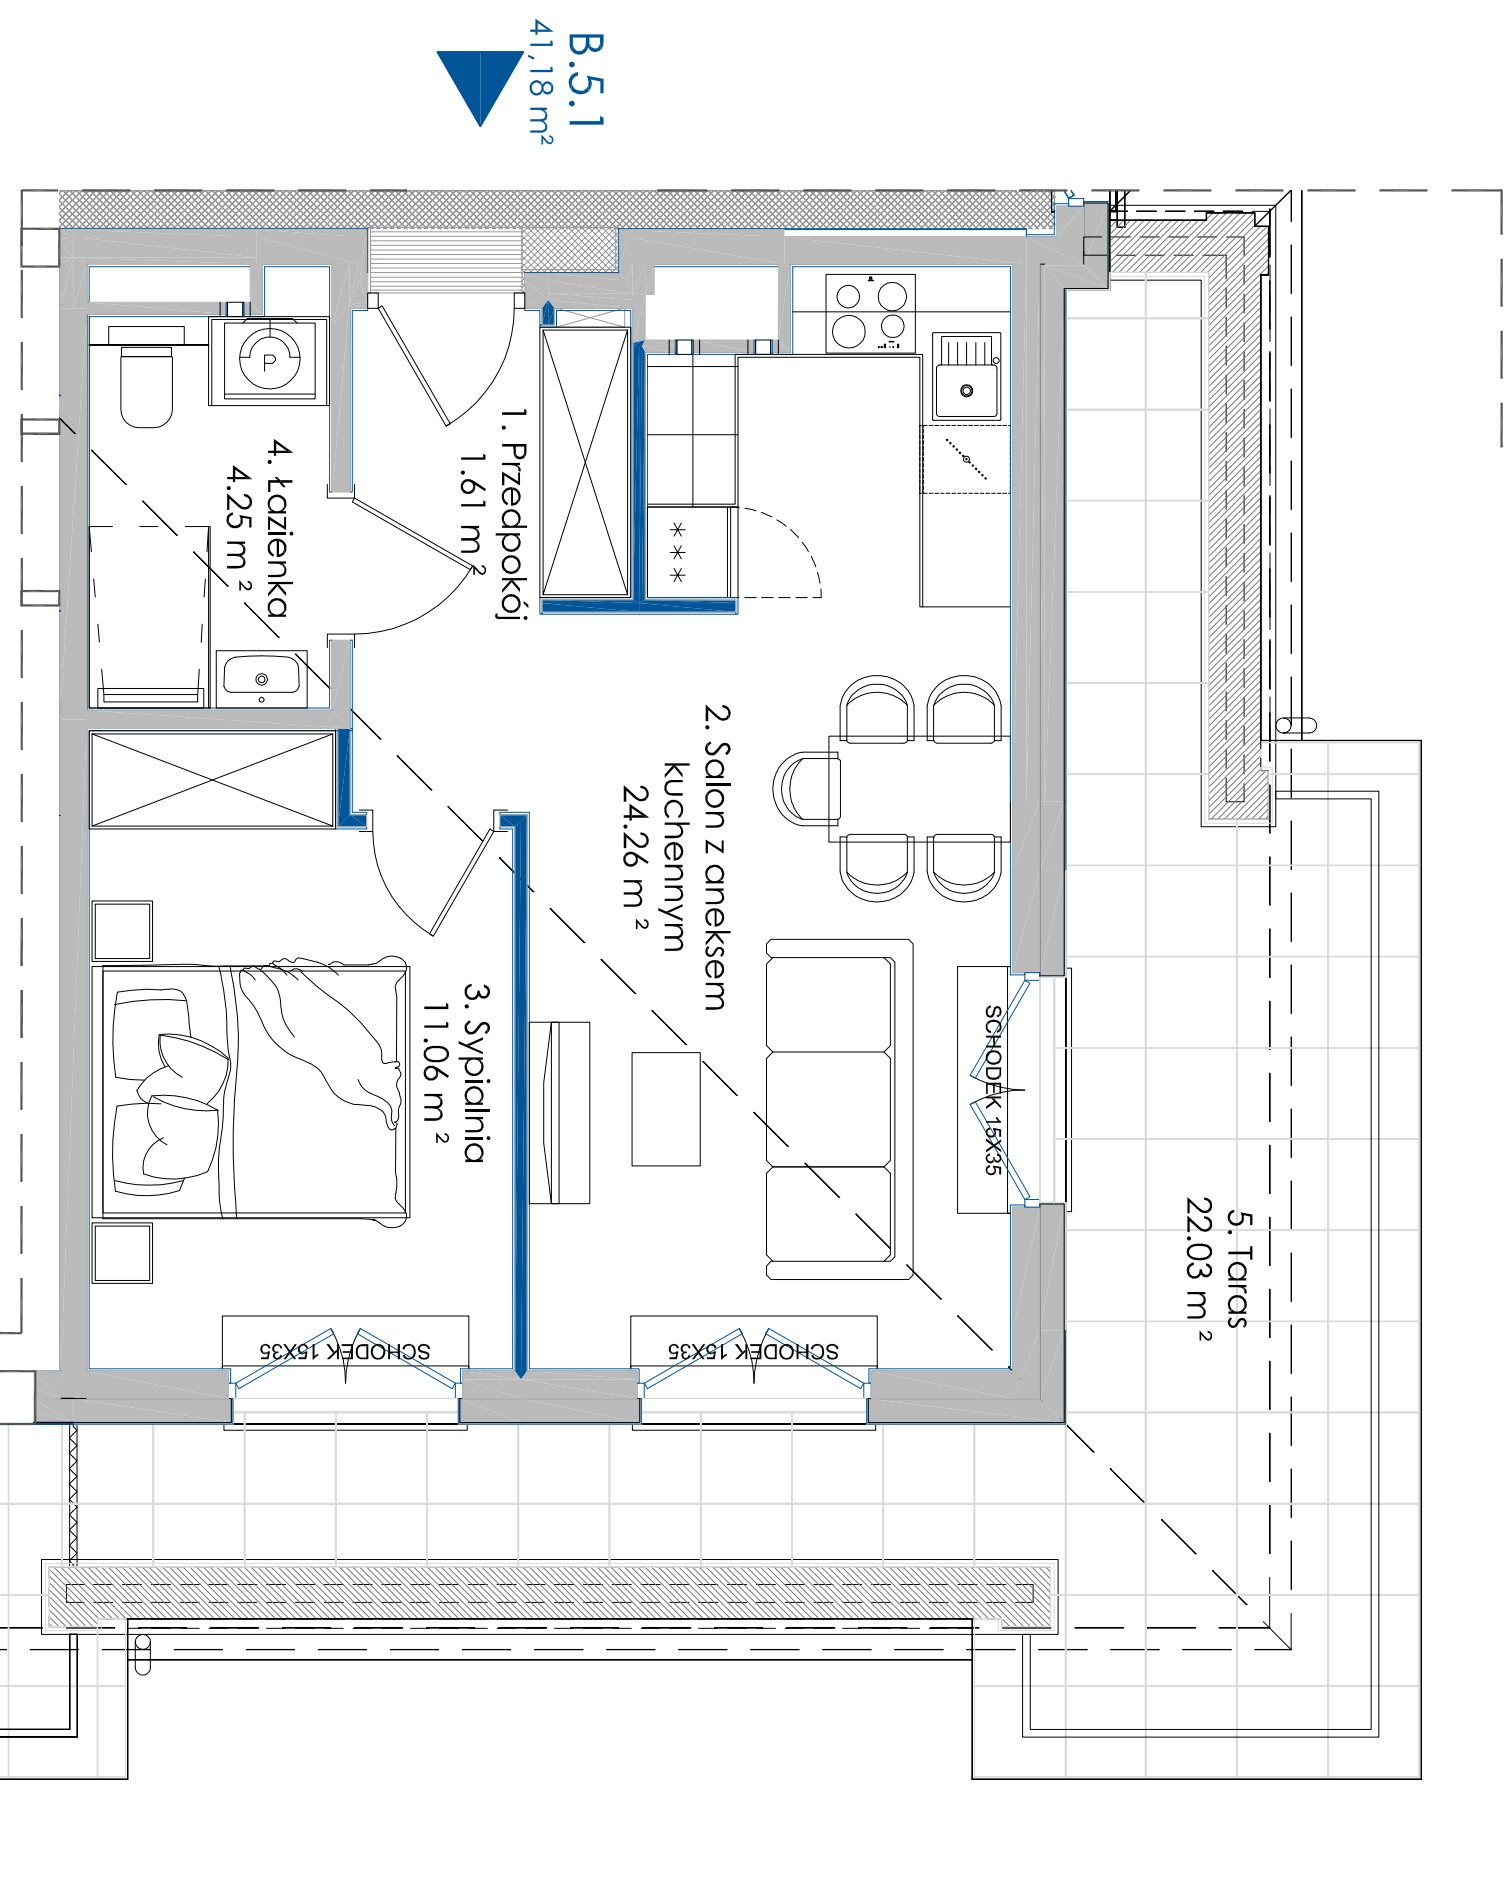 B.5.1
41,18 m²
1. Przedpokój
1.61 m²
4. Łazienka
4.25 m²
P
2. Salon z aneksem
kuchennym
24.26 m²
3. Sypialnia
11.06 m²
SCHODEK 15X35
SCHODEK 15X35
SCHODEK 15X35
5. Taras
22.03 m²